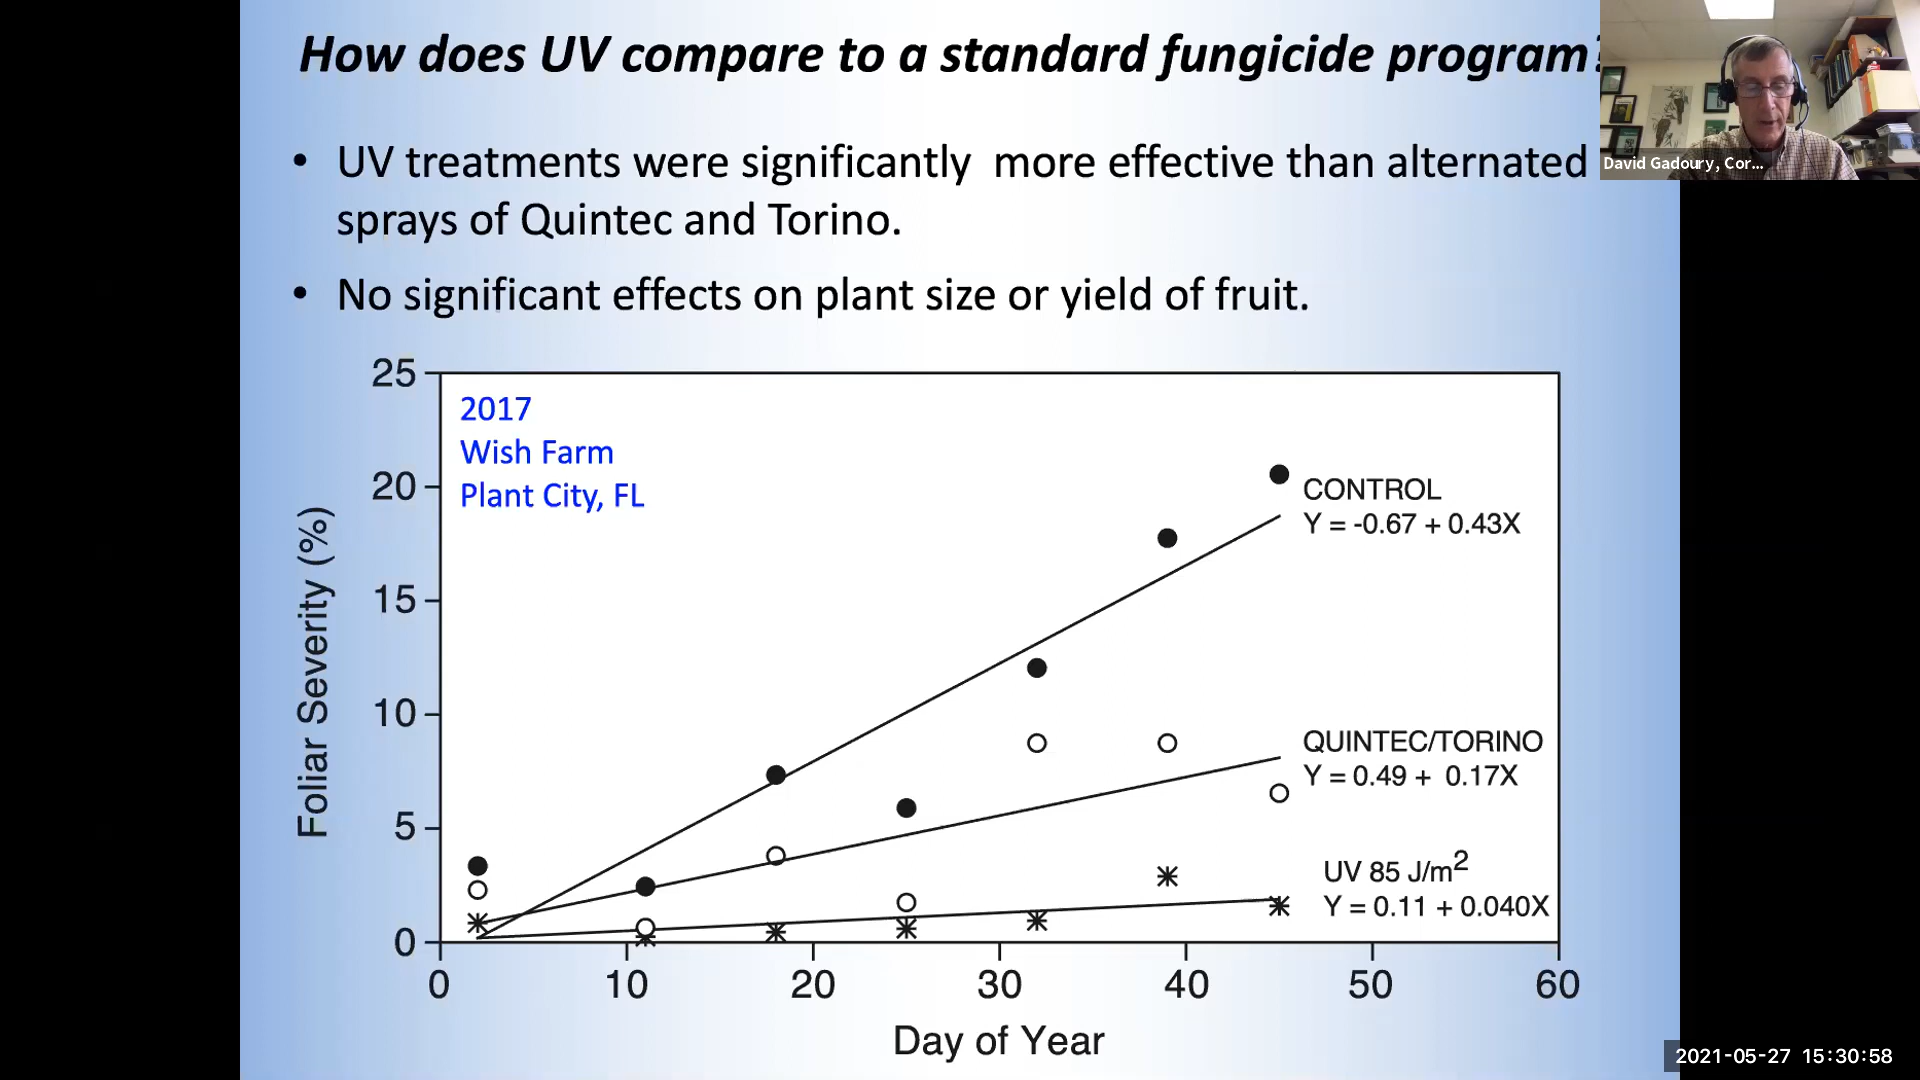 How does UV compare to a standard fungicide program?
David Gadoury, Cor...
• UV treatments were significantly  more effective than alternated
sprays of Quintec and Torino.
• No significant effects on plant size or yield of fruit.
2017
Wish Farm
Plant City, FL
Foliar Severity (%)
25
20
15
10
5
0
CONTROL
Y = -0.67 + 0.43X
QUINTEC/TORINO
Y = 0.49 +  0.17X
UV 85 J/m²
Y = 0.11 + 0.040X
0 10 20 30 40 50 60
Day of Year
2021-05-27 15:30:58